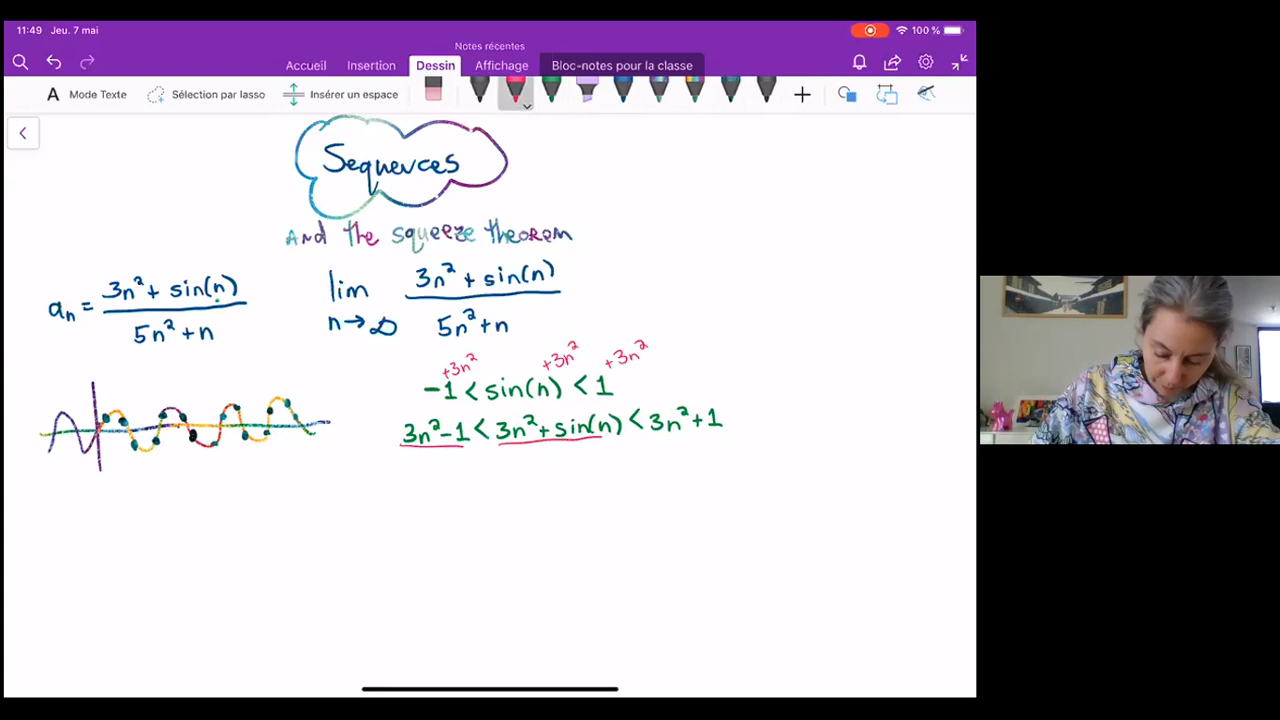 11:49 Jeu. 7 mai 100 %
Notes récentes
Accueil Insertion Dessin Affichage Bloc-notes pour la classe
A Mode Texte Sélection par lasso Insérer un espace
Sequences
And the squeeze theorem
aₙ = (3n² + sin(n))/(5n² + n) lim n→∞ (3n² + sin(n))/(5n² + n)
+3n² +3n² +3n²
-1 < sin(n) < 1
3n²-1 < 3n²+sin(n) < 3n²+1